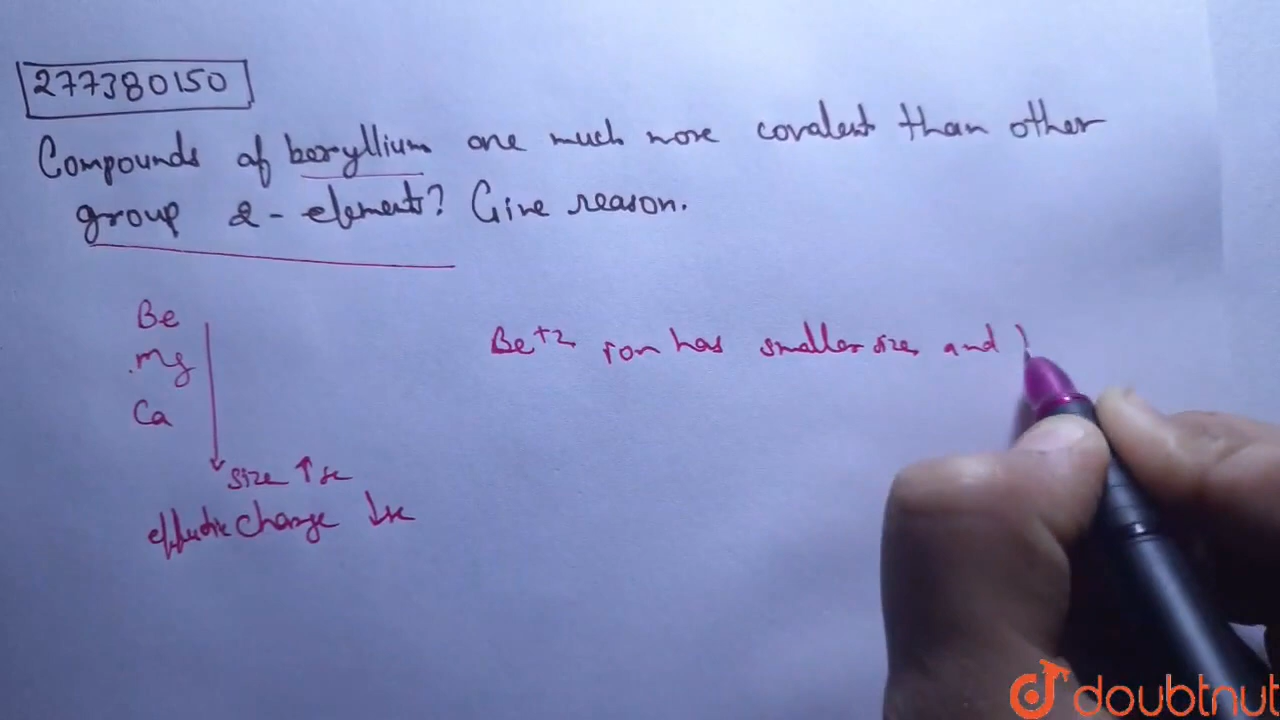 277380150
Compounds of beryllium are much more covalent than other
group 2 - elements? Give reason.
Be
Mg
Ca
size ↑se
effective charge ↓se
Be+2 ion has smaller size and
doubtnut